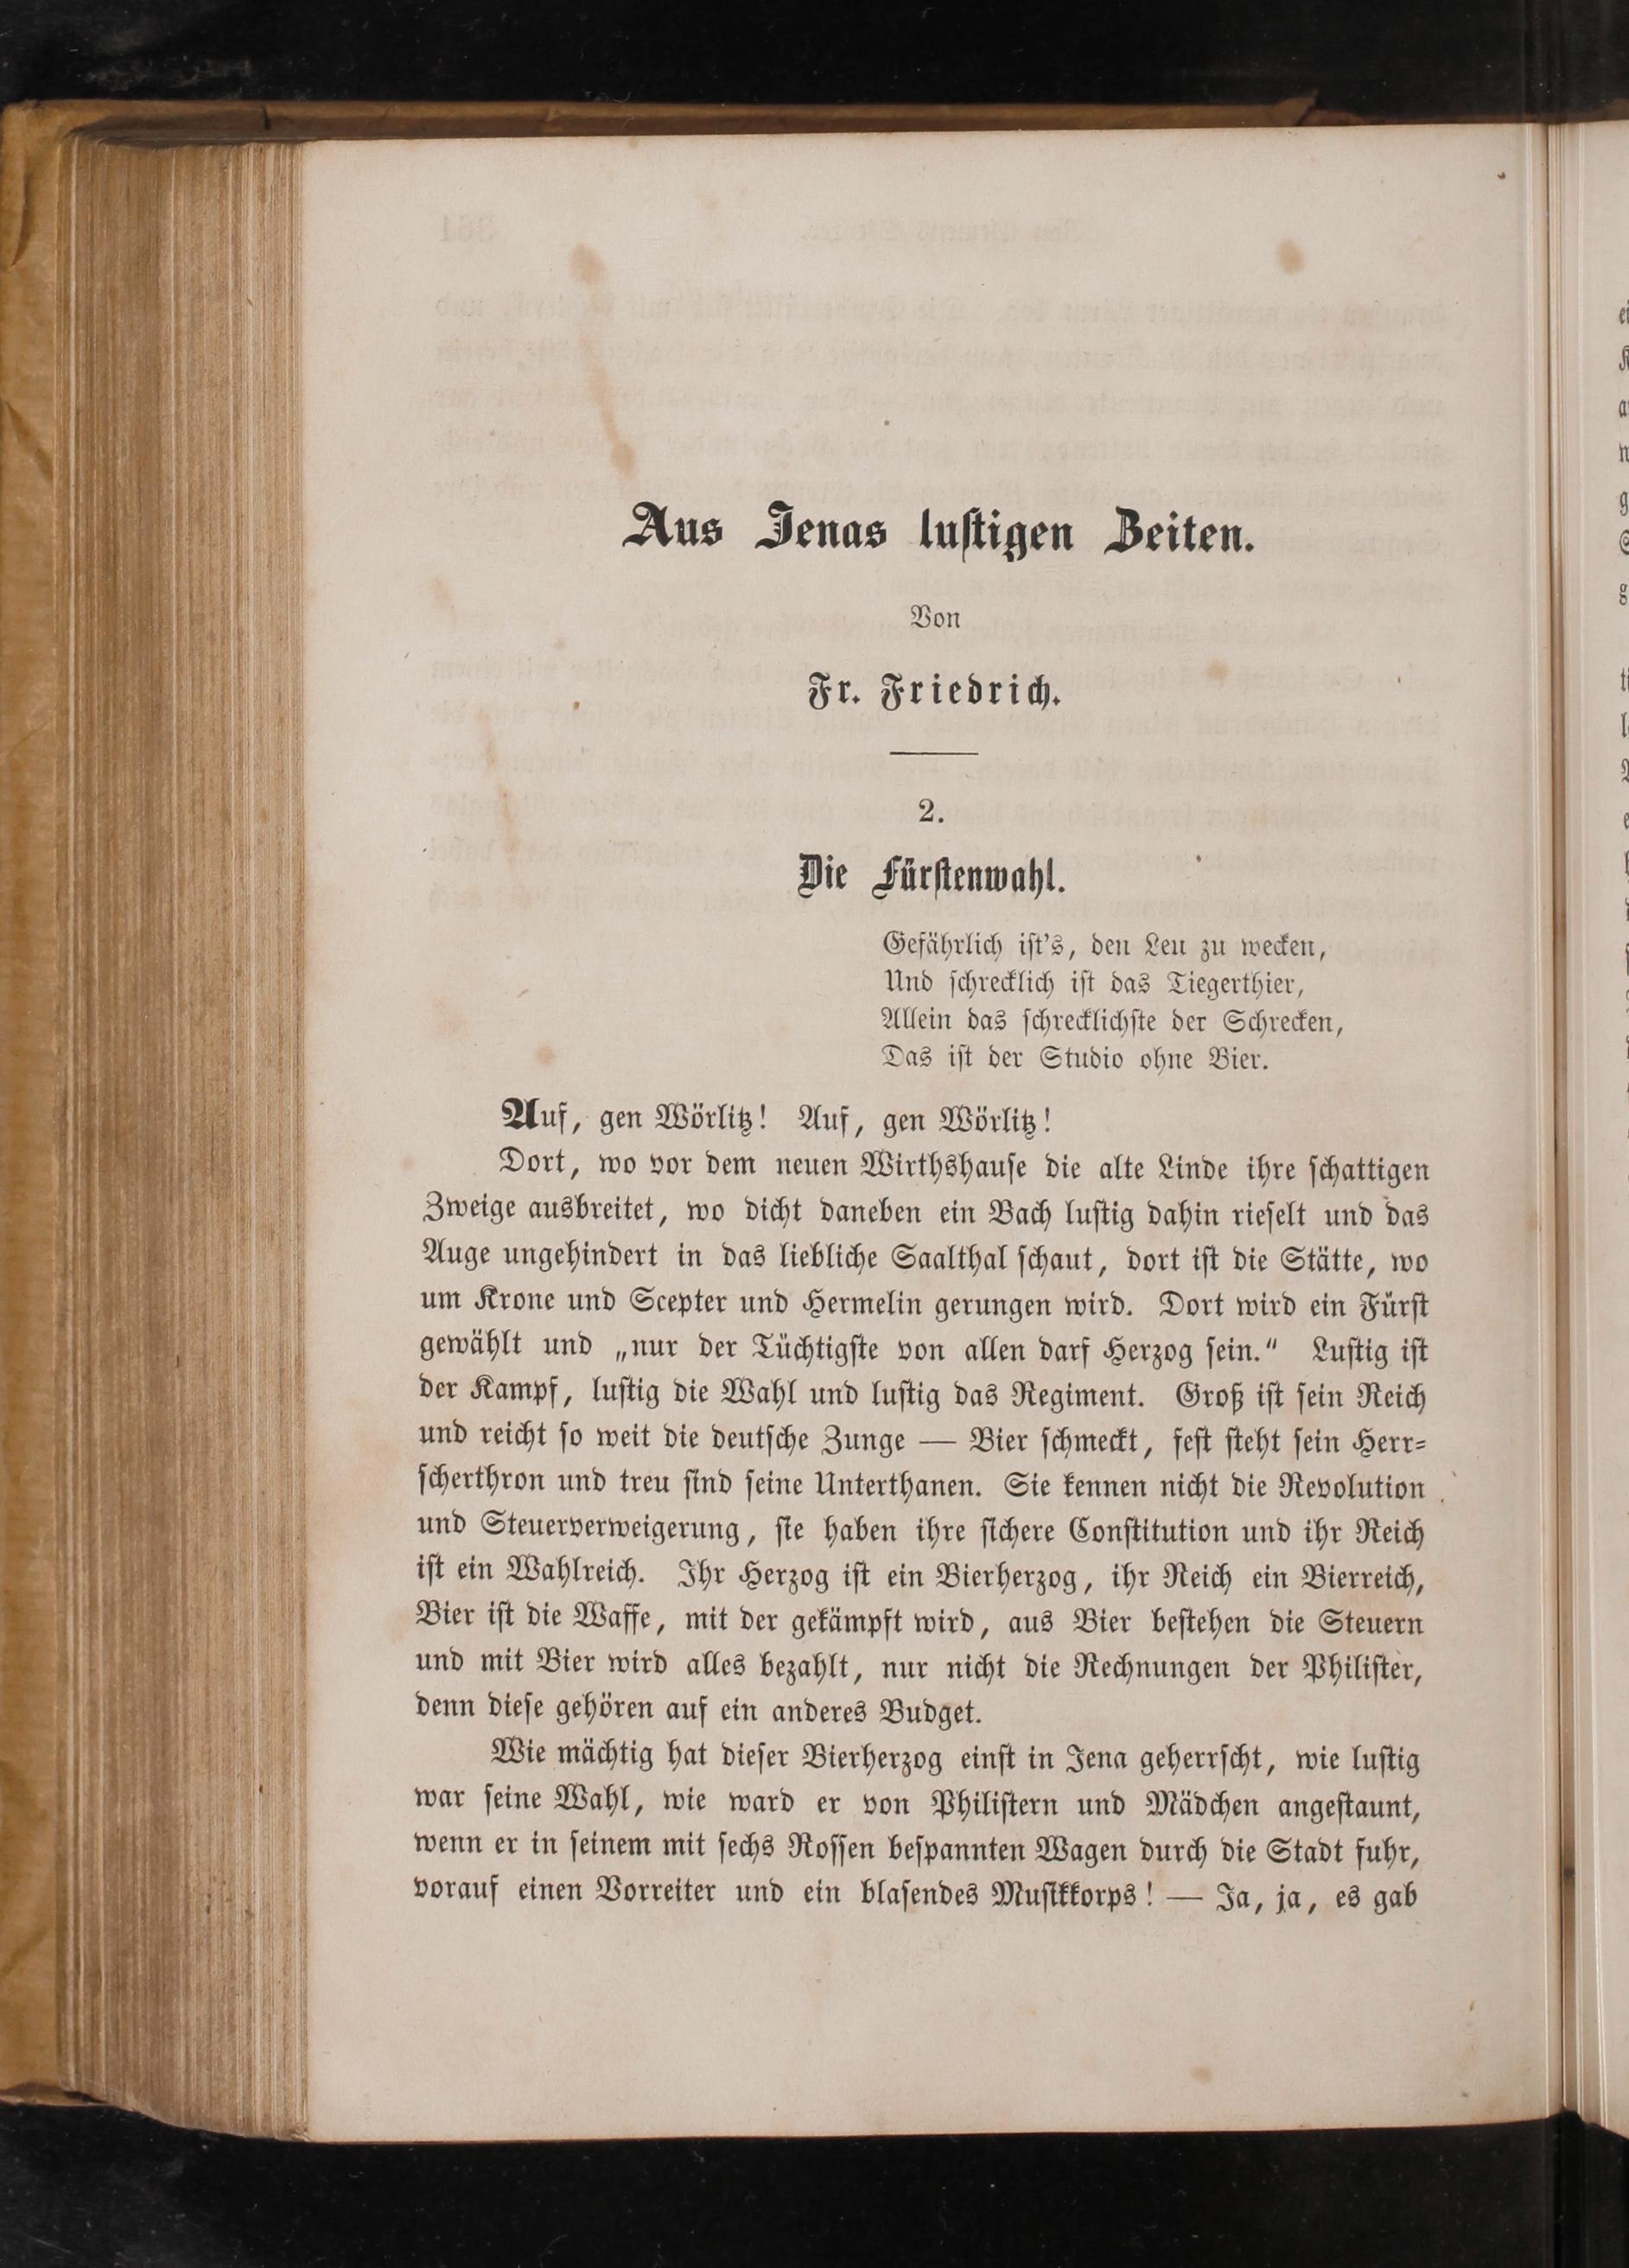 Aus Jenas luſtigen Zeiten.
Von
Fr. Friedrich.
2.
Die Fürſtenwahl.
Gefährlich iſt's, den Leu zu wecken,
Und ſchrecklich iſt das Tiegerthier,
Allein das ſchrecklichſte der Schrecken,
Das iſt der Studio ohne Bier.
Auf, gen Wörlitz! Auf, gen Wörlitz!
Dort, wo vor dem neuen Wirthshauſe die alte Linde ihre ſchattigen
Zweige ausbreitet, wo dicht daneben ein Bach luſtig dahin rieſelt und das
Auge ungehindert in das liebliche Saalthal ſchaut, dort iſt die Stätte, wo
um Krone und Scepter und Hermelin gerungen wird. Dort wird ein Fürſt
gewählt und „nur der Tüchtigſte von allen darf Herzog ſein.“ Luſtig iſt
der Kampf, luſtig die Wahl und luſtig das Regiment. Groß iſt ſein Reich
und reicht ſo weit die deutſche Zunge — Bier ſchmeckt, feſt ſteht ſein Herr⸗
ſcherthron und treu ſind ſeine Unterthanen. Sie kennen nicht die Revolution
und Steuerverweigerung, ſie haben ihre ſichere Conſtitution und ihr Reich
iſt ein Wahlreich. Ihr Herzog iſt ein Bierherzog, ihr Reich ein Bierreich,
Bier iſt die Waffe, mit der gekämpft wird, aus Bier beſtehen die Steuern
und mit Bier wird alles bezahlt, nur nicht die Rechnungen der Philiſter,
denn dieſe gehören auf ein anderes Budget.
Wie mächtig hat dieſer Bierherzog einſt in Jena geherrſcht, wie luſtig
war ſeine Wahl, wie ward er von Philiſtern und Mädchen angeſtaunt,
wenn er in ſeinem mit ſechs Roſſen beſpannten Wagen durch die Stadt fuhr,
vorauf einen Vorreiter und ein blaſendes Muſikkorps! — Ja, ja, es gab